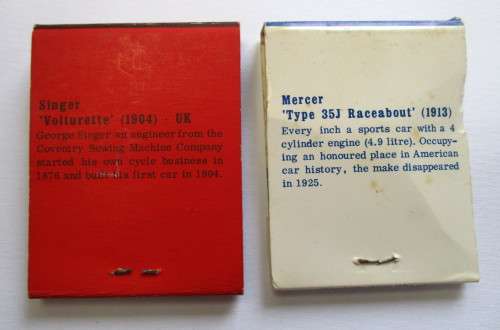 Singer
'Voiturette' (1904) - UK
George Singer an engineer from the
Coventry Sewing Machine Company
started his own cycle business in
1876 and built his first car in 1904.
Mercer
'Type 35J Raceabout' (1913)
Every inch a sports car with a 4
cylinder engine (4.9 litre). Occupy-
ing an honoured place in American
car history, the make disappeared
in 1925.